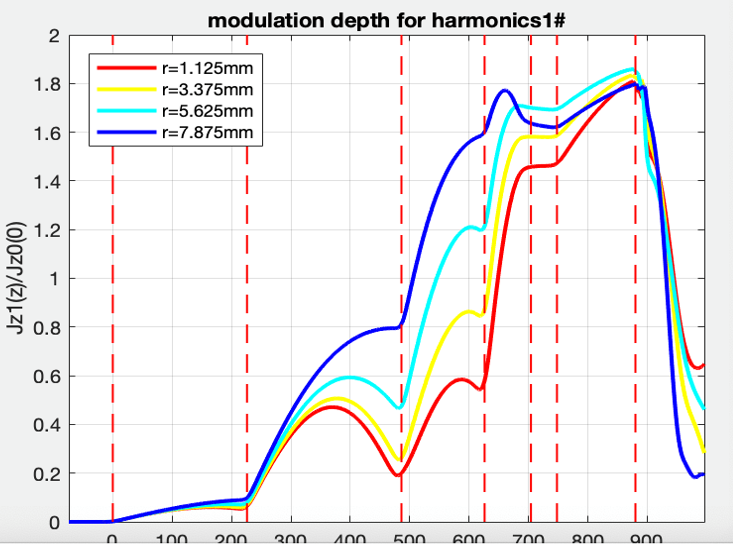 modulation depth for harmonics1#
2
1.8
1.6
1.4
1.2
1
0.8
0.6
0.4
0.2
0
Jz1(z)/Jz0(0)
r=1.125mm
r=3.375mm
r=5.625mm
r=7.875mm
0 100 200 300 400 500 600 700 800 900